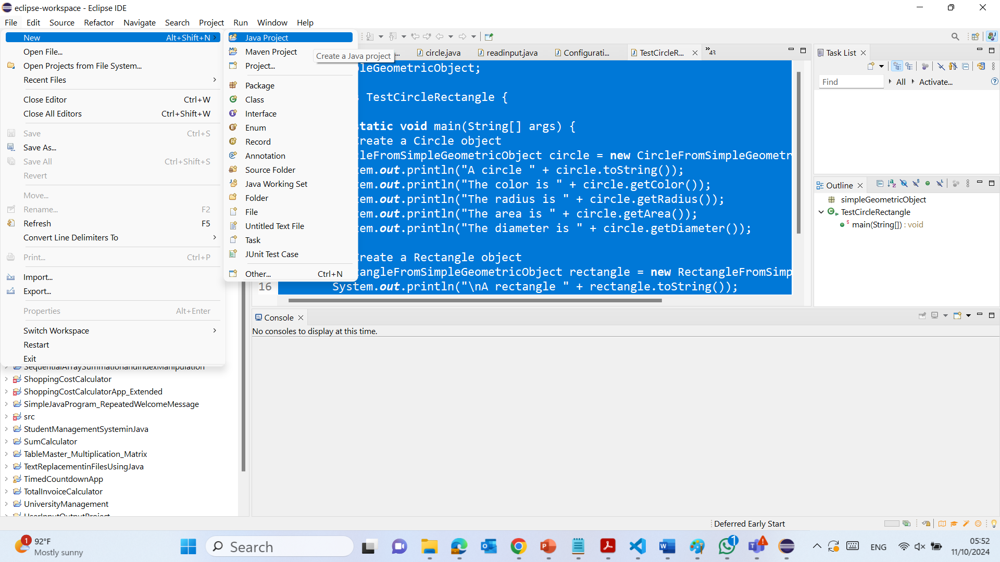 eclipse-workspace - Eclipse IDE
File Edit Source Refactor Navigate Search Project Run Window Help
New Alt+Shift+N
Open File...
Open Projects from File System...
Recent Files
Close Editor Ctrl+W
Close All Editors Ctrl+Shift+W
Save Ctrl+S
Save As...
Save All Ctrl+Shift+S
Revert
Move...
Rename... F2
Refresh F5
Convert Line Delimiters To
Print... Ctrl+P
Import...
Export...
Properties Alt+Enter
Switch Workspace
Restart
Exit
Java Project
Maven Project
Project...
Package
Class
Interface
Enum
Record
Annotation
Source Folder
Java Working Set
Folder
File
Untitled Text File
Task
JUnit Test Case
Other... Ctrl+N
Create a Java project
... circle.java readinput.java Configurati... TestCircleR... 43
leGeometricObject;
TestCircleRectangle {
static void main(String[] args) {
reate a Circle object
leFromSimpleGeometricObject circle = new CircleFromSimpleGeometr
em.out.println("A circle " + circle.toString());
em.out.println("The color is " + circle.getColor());
em.out.println("The radius is " + circle.getRadius());
em.out.println("The area is " + circle.getArea());
em.out.println("The diameter is " + circle.getDiameter());
reate a Rectangle object
angleFromSimpleGeometricObject rectangle = new RectangleFromSimp
16 System.out.println("\nA rectangle " + rectangle.toString());
Task List
Find All Activate...
Outline
simpleGeometricObject
TestCircleRectangle
main(String[]) : void
Console
No consoles to display at this time.
SequentialArraySummationandIndexManipulation
ShoppingCostCalculator
ShoppingCostCalculatorApp_Extended
SimpleJavaProgram_RepeatedWelcomeMessage
src
StudentManagementSysteminJava
SumCalculator
TableMaster_Multiplication_Matrix
TextReplacementinFilesUsingJava
TimedCountdownApp
TotalInvoiceCalculator
UniversityManagement
UserInputOutputProject
Deferred Early Start
1 92°F
Mostly sunny
Search
1
ENG
05:52
11/10/2024